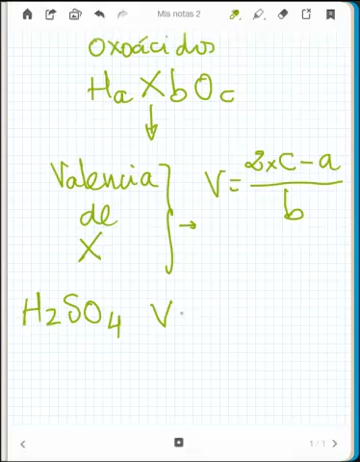 Mis notas 2
Oxoácidos
HaXbOc
Valencia
de
X
V = 2xC-a
b
H2SO4 V
1/1